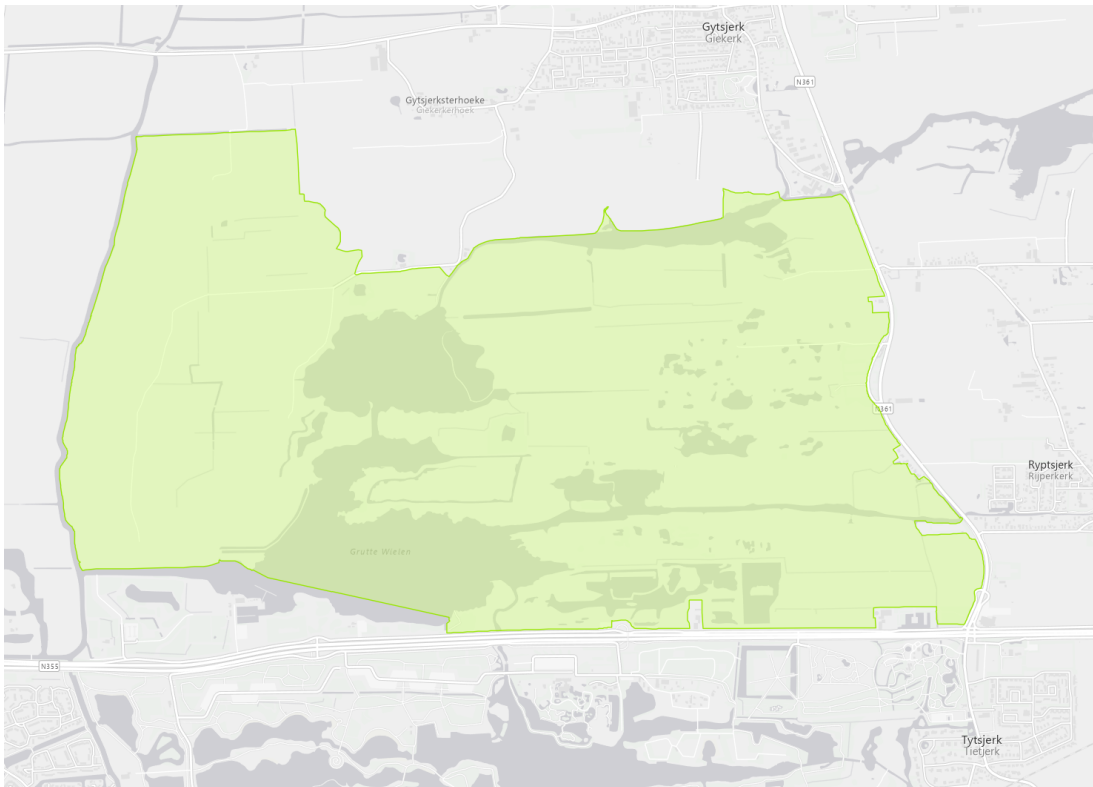 Gytsjerk
Giekerk
N361
Gytsjerksterhoeke
Giekerkerhoek
N361
Ryptsjerk
Rijperkerk
Grutte Wielen
N355
Tytsjerk
Tietjerk